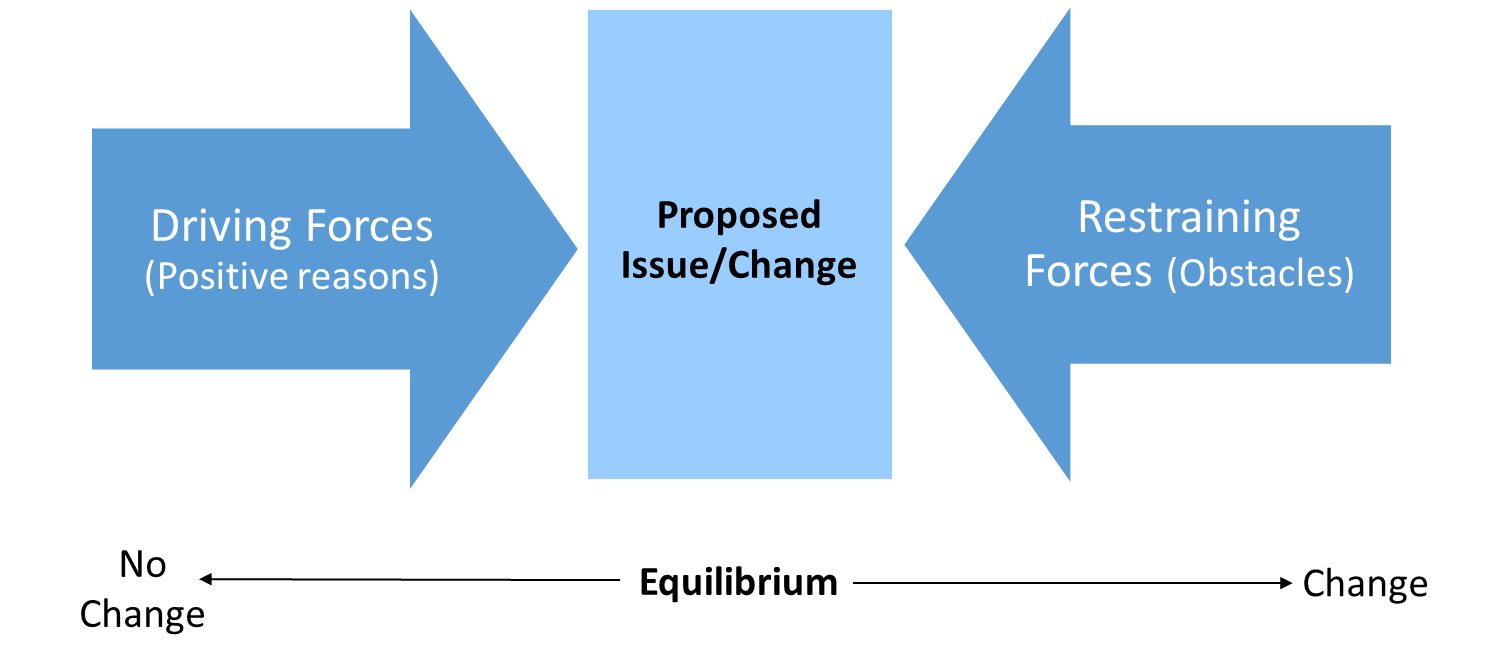 Driving Forces
(Positive reasons)
Proposed
Issue/Change
Restraining
Forces (Obstacles)
No
Change
Equilibrium
Change